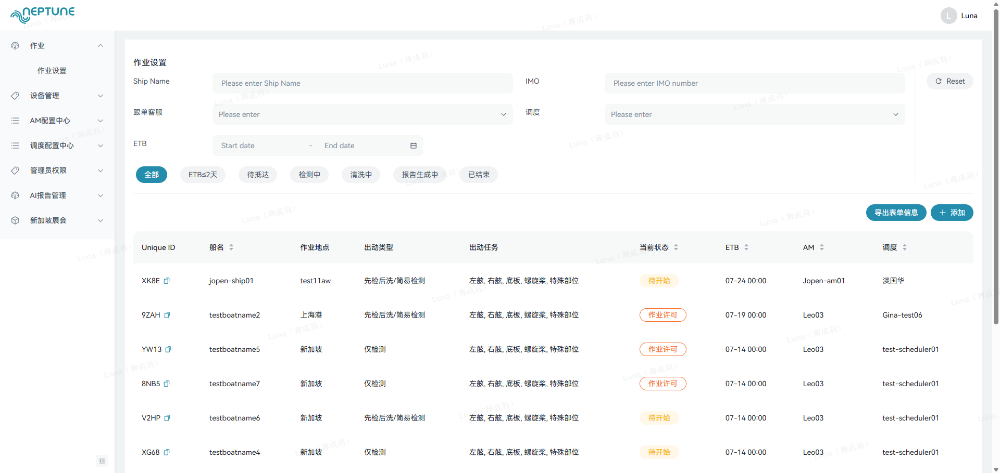 NEPTUNE
L Luna
作业
作业设置
设备管理
AM配置中心
调度配置中心
管理员权限
AI报告管理
新加坡展会
作业设置
Ship Name Please enter Ship Name IMO Please enter IMO number Reset
跟单客服 Please enter 调度 Please enter
ETB Start date - End date
全部 ETB≤2天 待抵达 检测中 清洗中 报告生成中 已结束
导出表单信息 添加
Unique ID 船名 作业地点 出动类型 出动任务 当前状态 ETB AM 调度
XK8E jopen-ship01 test11aw 先检后洗/简易检测 左舷, 右舷, 底板, 螺旋桨, 特殊部位 待开始 07-24 00:00 Jopen-am01 淡国华
9ZAH testboatname2 上海港 先检后洗/简易检测 左舷, 右舷, 底板, 螺旋桨, 特殊部位 作业许可 07-19 00:00 Leo03 Gina-test06
YW13 testboatname5 新加坡 仅检测 左舷, 右舷, 底板, 螺旋桨, 特殊部位 作业许可 07-14 00:00 Leo03 test-scheduler01
8NB5 testboatname7 新加坡 仅检测 左舷, 右舷, 底板, 螺旋桨, 特殊部位 作业许可 07-14 00:00 Leo03 test-scheduler01
V2HP testboatname6 新加坡 先检后洗/简易检测 左舷, 右舷, 底板, 螺旋桨, 特殊部位 待开始 07-14 00:00 Leo03 test-scheduler01
XG68 testboatname4 新加坡 仅检测 左舷, 右舷, 底板, 螺旋桨, 特殊部位 待开始 07-14 00:00 Leo03 test-scheduler01